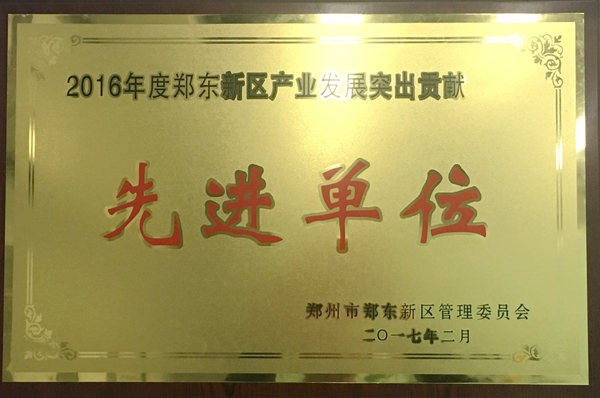 2016年度郑东新区产业发展突出贡献
先进单位
郑州市郑东新区管理委员会
二〇一七年二月